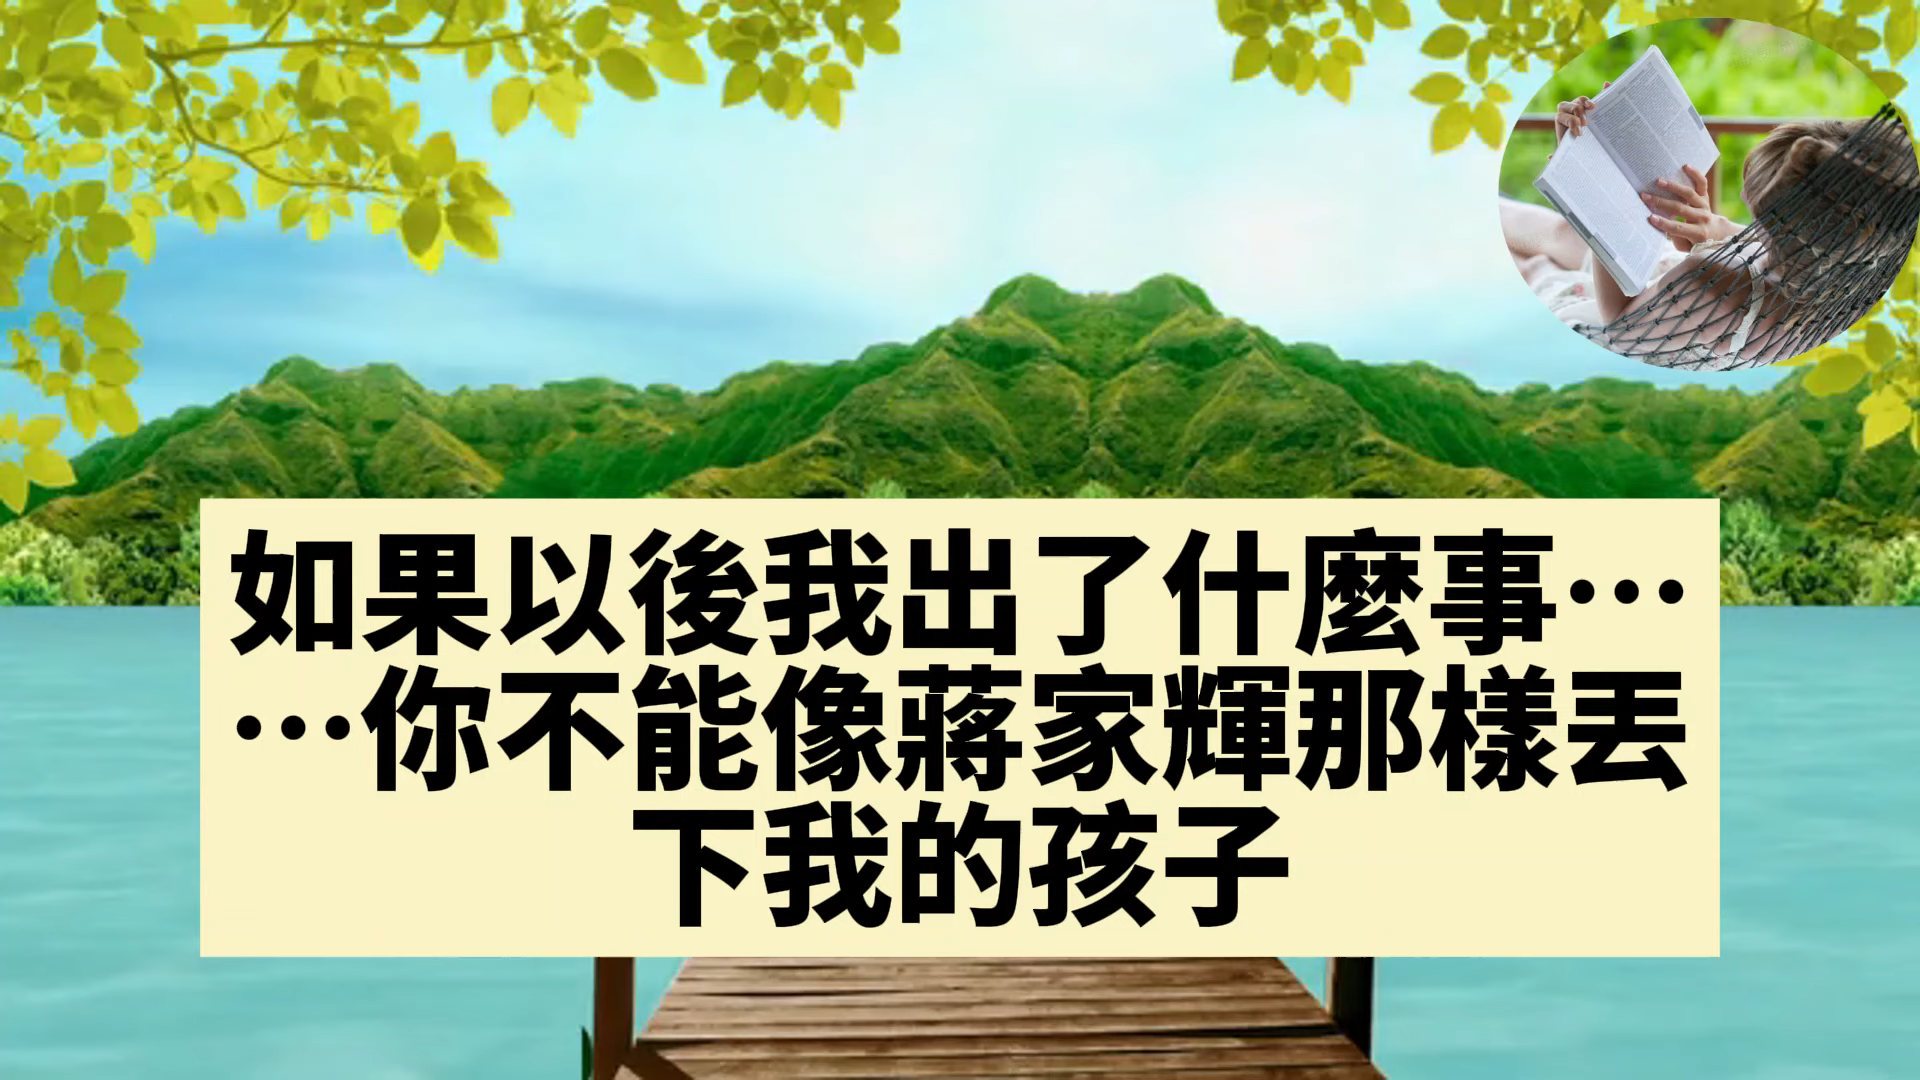 如果以後我出了什麼事…
…你不能像蔣家輝那樣丟
下我的孩子